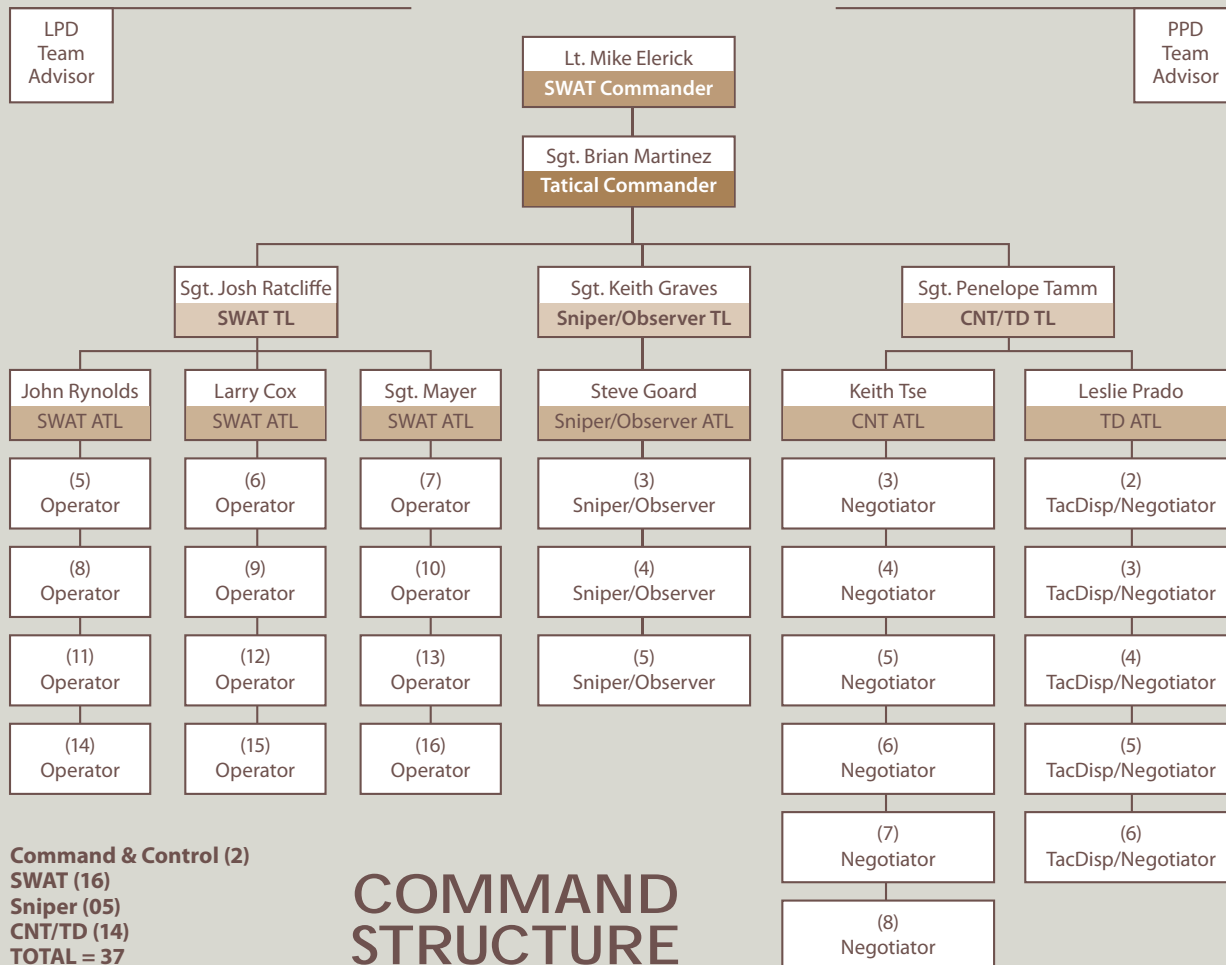 LPD
Team
Advisor
PPD
Team
Advisor
Lt. Mike Elerick
SWAT Commander
Sgt. Brian Martinez
Tatical Commander
Sgt. Josh Ratcliffe
SWAT TL
Sgt. Keith Graves
Sniper/Observer TL
Sgt. Penelope Tamm
CNT/TD TL
John Rynolds
SWAT ATL
Larry Cox
SWAT ATL
Sgt. Mayer
SWAT ATL
Steve Goard
Sniper/Observer ATL
Keith Tse
CNT ATL
Leslie Prado
TD ATL
(5)
Operator
(6)
Operator
(7)
Operator
(3)
Sniper/Observer
(3)
Negotiator
(2)
TacDisp/Negotiator
(8)
Operator
(9)
Operator
(10)
Operator
(4)
Sniper/Observer
(4)
Negotiator
(3)
TacDisp/Negotiator
(11)
Operator
(12)
Operator
(13)
Operator
(5)
Sniper/Observer
(5)
Negotiator
(4)
TacDisp/Negotiator
(14)
Operator
(15)
Operator
(16)
Operator
(6)
Negotiator
(5)
TacDisp/Negotiator
(7)
Negotiator
(6)
TacDisp/Negotiator
(8)
Negotiator
Command & Control (2)
SWAT (16)
Sniper (05)
CNT/TD (14)
TOTAL = 37
COMMAND
STRUCTURE